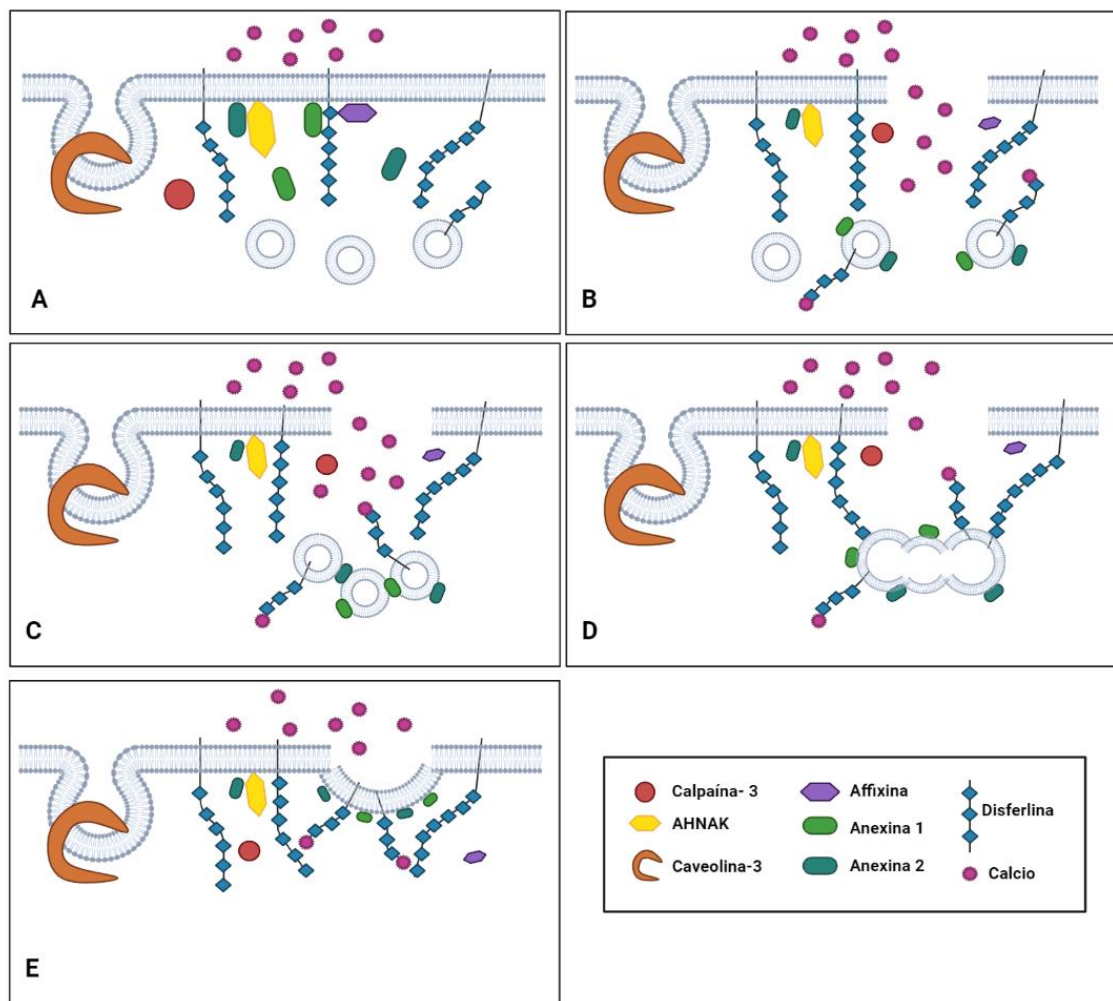 A
B
C
D
E
Calpaína- 3
AHNAK
Caveolina-3
Affixina
Anexina 1
Anexina 2
Disferlina
Calcio